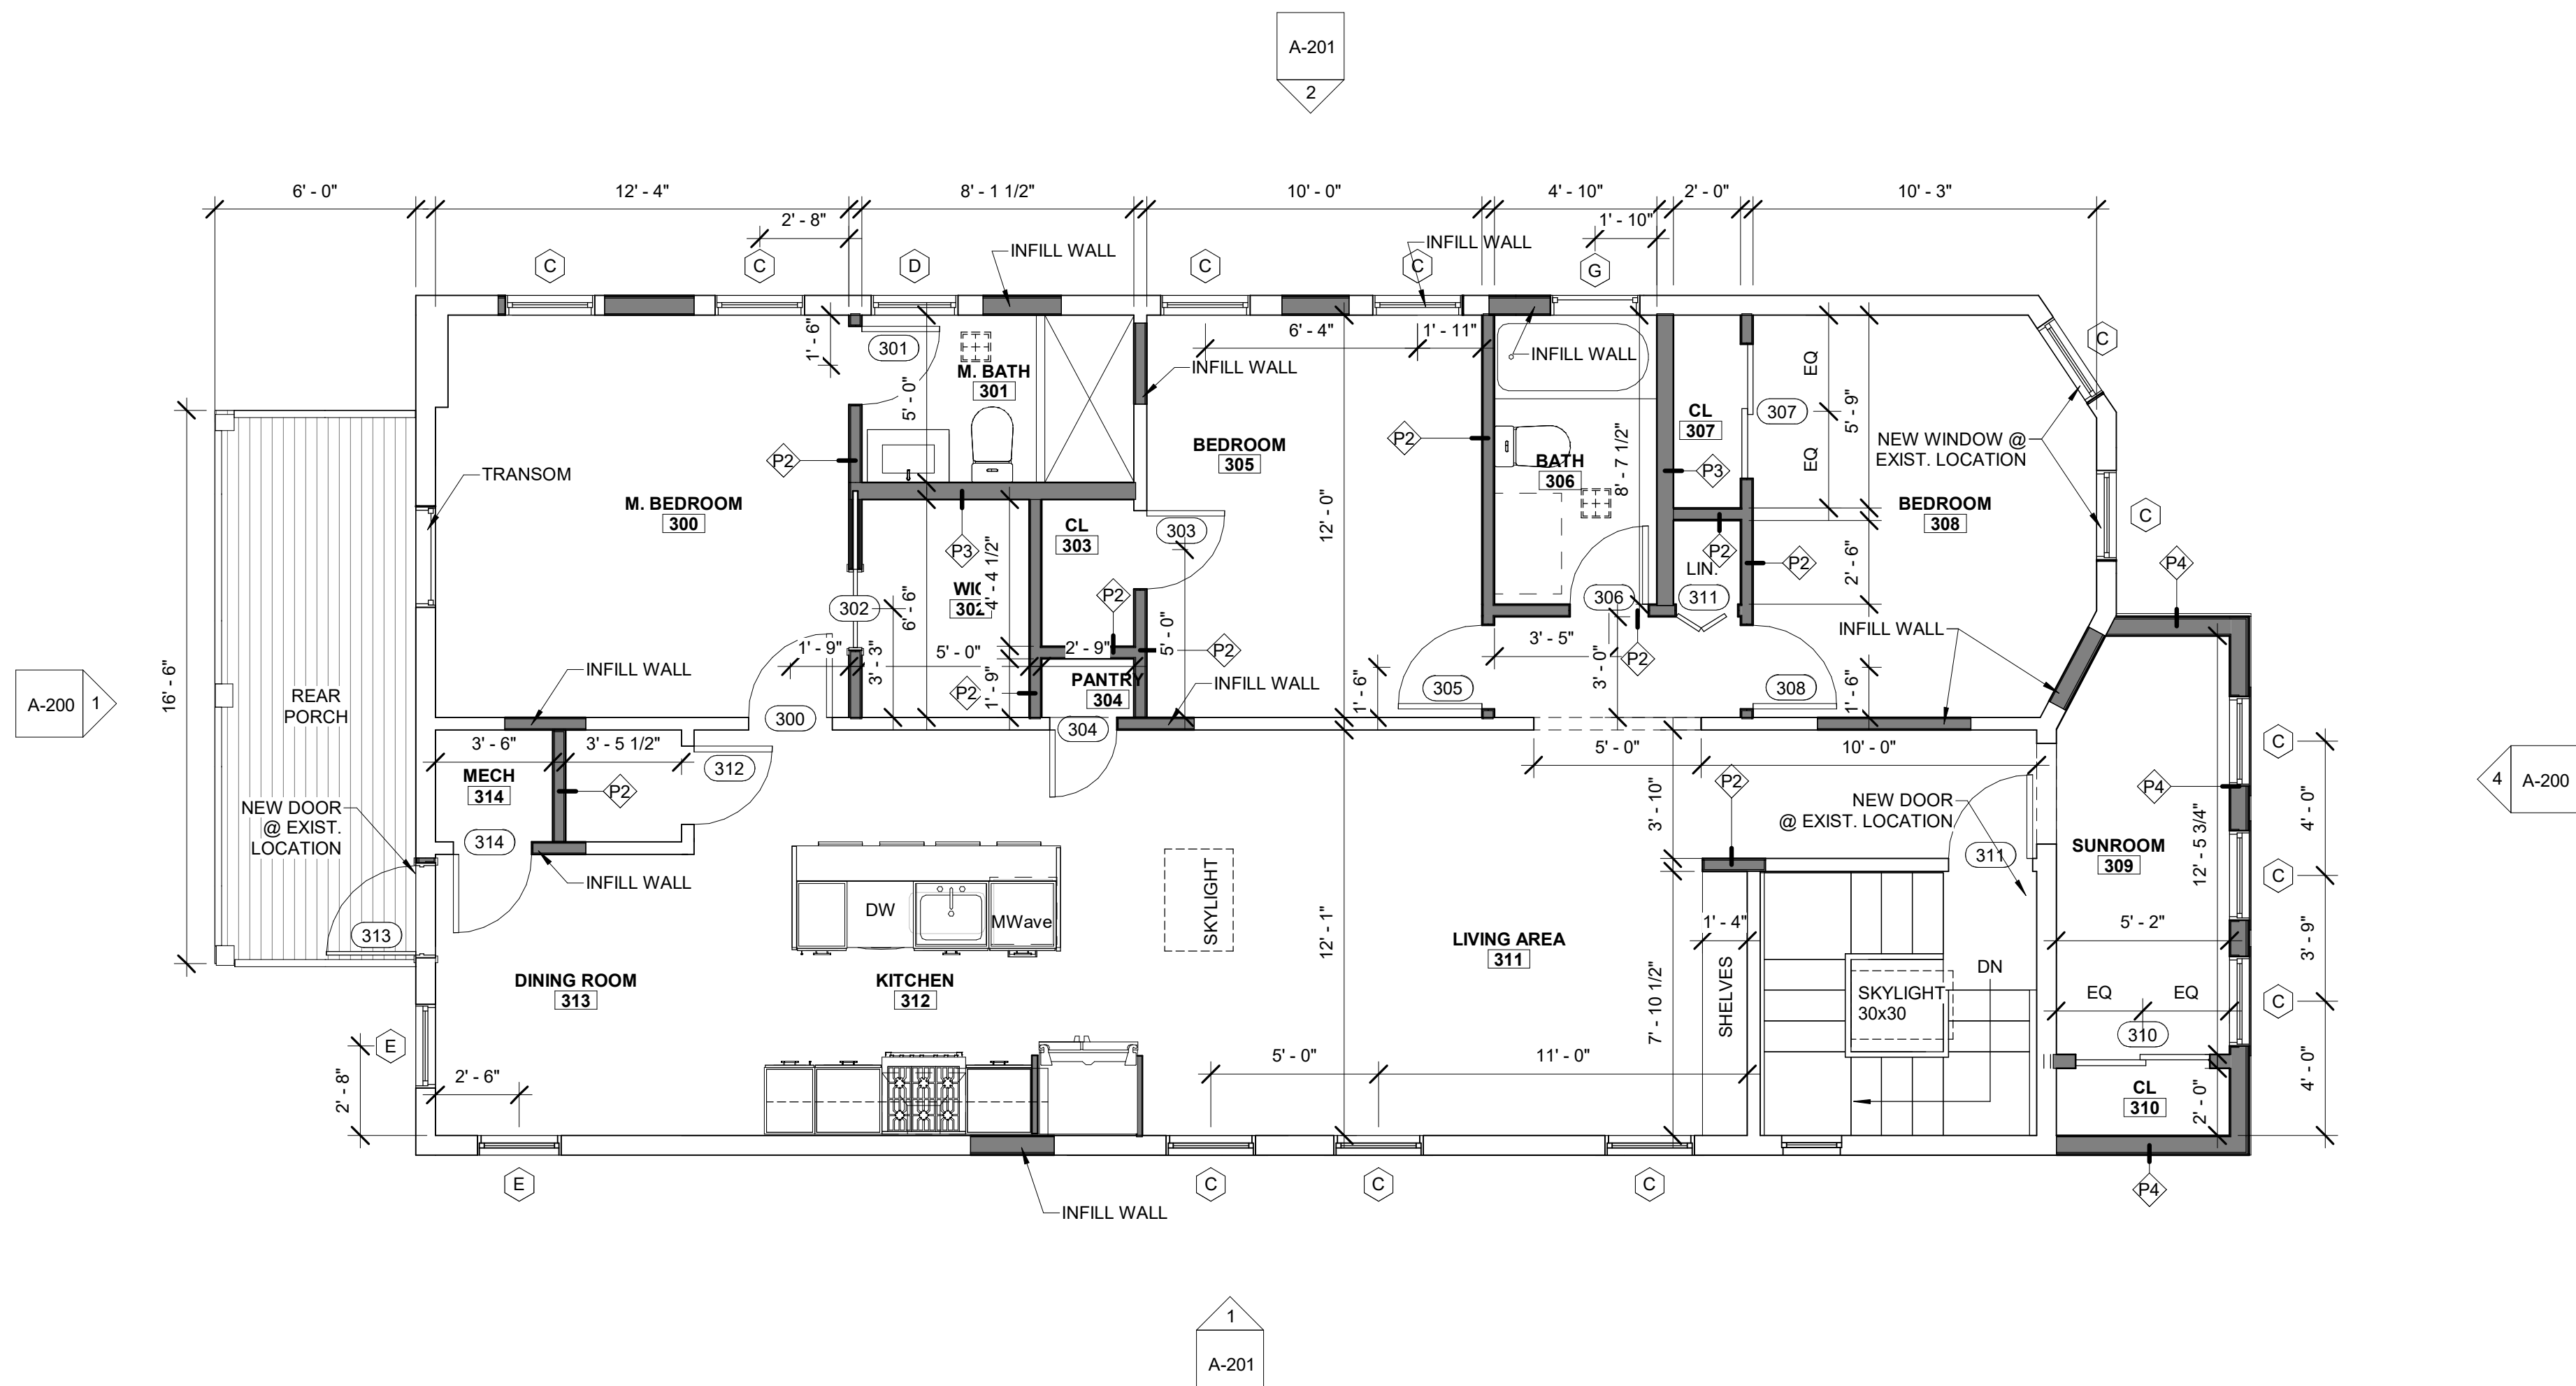 A-201
2
6' - 0"
12' - 4"
8' - 1 1/2"
10' - 0"
4' - 10"
2' - 0"
10' - 3"
2' - 8"
1' - 10"
INFILL WALL
INFILL WALL
C
C
D
C
C
G
1' - 6"
301
5' - 0"
M. BATH
301
INFILL WALL
6' - 4"
1' - 11"
INFILL WALL
C
EQ
EQ
5' - 9"
CL
307
307
P2
P2
BEDROOM
305
BATH
306
8' - 7 1/2"
P3
NEW WINDOW @
EXIST. LOCATION
TRANSOM
M. BEDROOM
300
BEDROOM
308
C
12' - 0"
CL
303
303
P3
4' - 4 1/2"
P2
P2
LIN.
2' - 6"
P4
WIC
302
302
6' - 6"
P2
306
311
5' - 0"
3' - 5"
INFILL WALL
1' - 9"
3' - 3"
5' - 0"
2' - 9"
P2
P2
3' - 0"
16' - 6"
INFILL WALL
REAR
PORCH
P2
1' - 9"
PANTRY
304
INFILL WALL
1' - 6"
305
308
1' - 6"
A-200
1
300
304
3' - 6"
3' - 5 1/2"
312
5' - 0"
10' - 0"
C
MECH
314
P2
P2
P4
4
A-200
NEW DOOR
@ EXIST.
LOCATION
3' - 10"
NEW DOOR
@ EXIST. LOCATION
4' - 0"
314
311
SUNROOM
309
12' - 5 3/4"
INFILL WALL
SKYLIGHT
C
DW
MWave
1' - 4"
5' - 2"
3' - 9"
313
12' - 1"
LIVING AREA
311
DINING ROOM
313
KITCHEN
312
SHELVES
DN
7' - 10 1/2"
SKYLIGHT
30x30
EQ
EQ
C
310
E
5' - 0"
11' - 0"
2' - 8"
2' - 6"
CL
310
2' - 0"
4' - 0"
E
C
C
C
P4
INFILL WALL
1
A-201